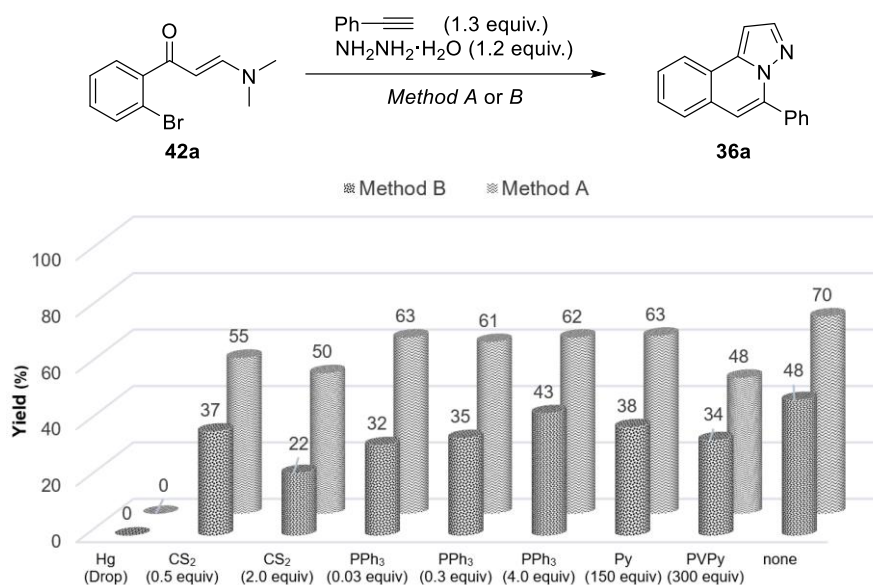 Ph (1.3 equiv.)
NH2NH2·H2O (1.2 equiv.)
Method A or B
O
N
Br
42a
N
N
Ph
36a
Method B Method A
Yield (%)
100
80
60
40
20
0
0 0 37 55 22 50 32 63 35 61 43 62 38 63 34 48 48 70
Hg CS2 CS2 PPh3 PPh3 PPh3 Py PVPy none
(Drop) (0.5 equiv) (2.0 equiv) (0.03 equiv) (0.3 equiv) (4.0 equiv) (150 equiv) (300 equiv)